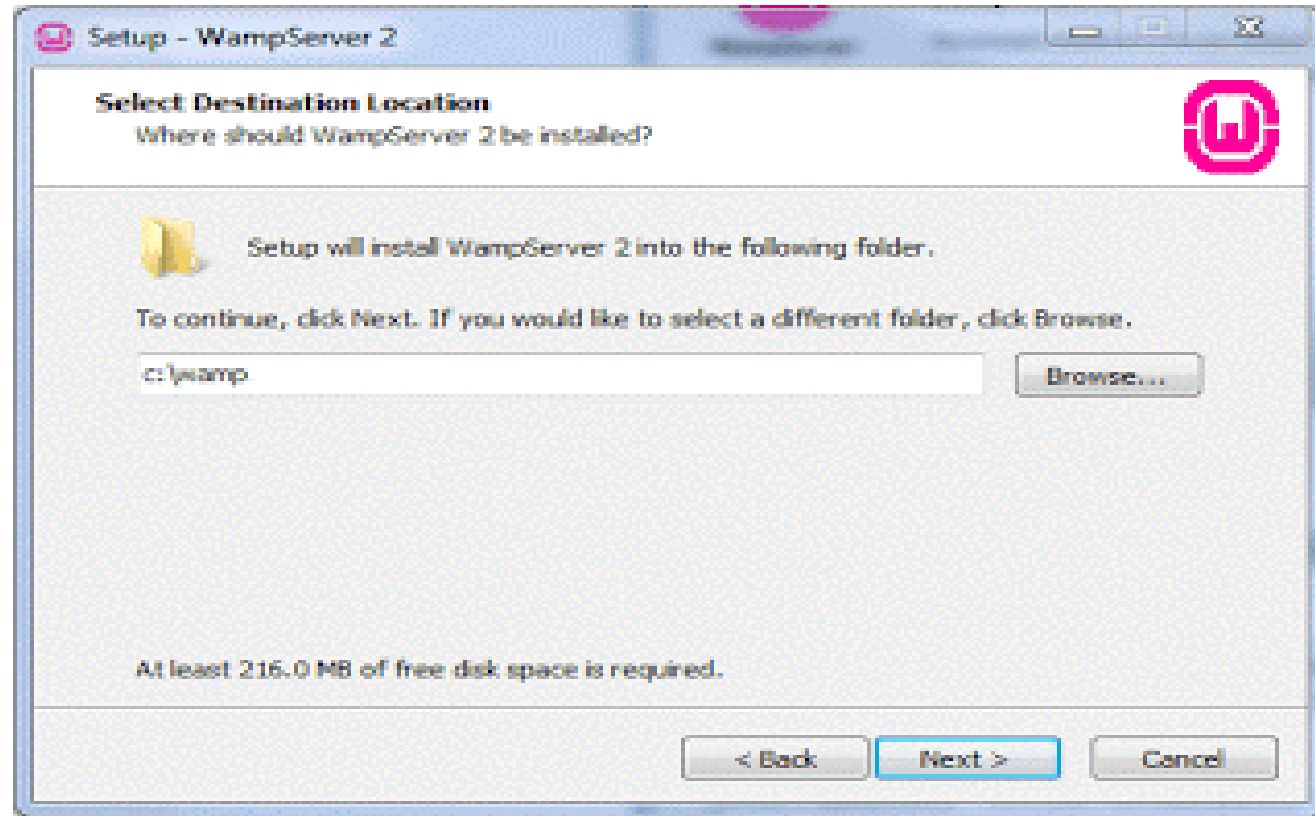 Setup - WampServer 2
Select Destination Location
Where should WampServer 2 be installed?
Setup will install WampServer 2 into the following folder.
To continue, click Next. If you would like to select a different folder, click Browse.
c:\wamp
Browse...
At least 216.0 MB of free disk space is required.
< Back
Next >
Cancel